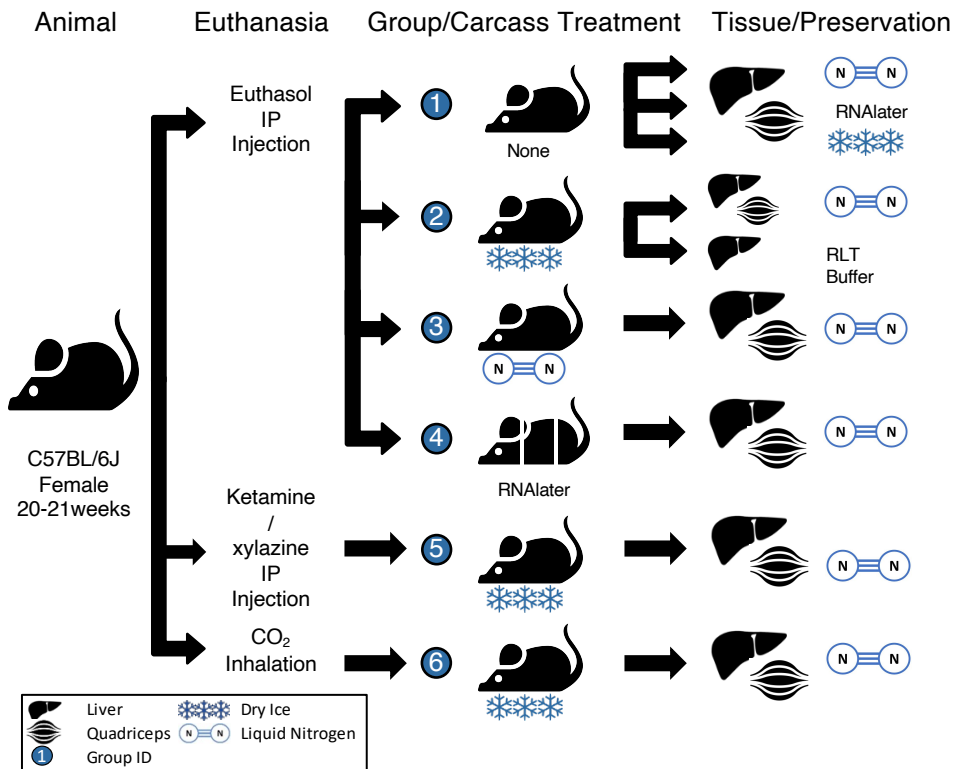 Animal Euthanasia Group/Carcass Treatment Tissue/Preservation
Euthasol
IP
Injection
1
None
N N
RNAlater
2
N N
RLT
Buffer
3
N N
N N
4
RNAlater
N N
C57BL/6J
Female
20-21weeks
Ketamine
/
xylazine
IP
Injection
5
N N
CO₂
Inhalation
6
N N
Liver
Dry Ice
Quadriceps
N N Liquid Nitrogen
1 Group ID